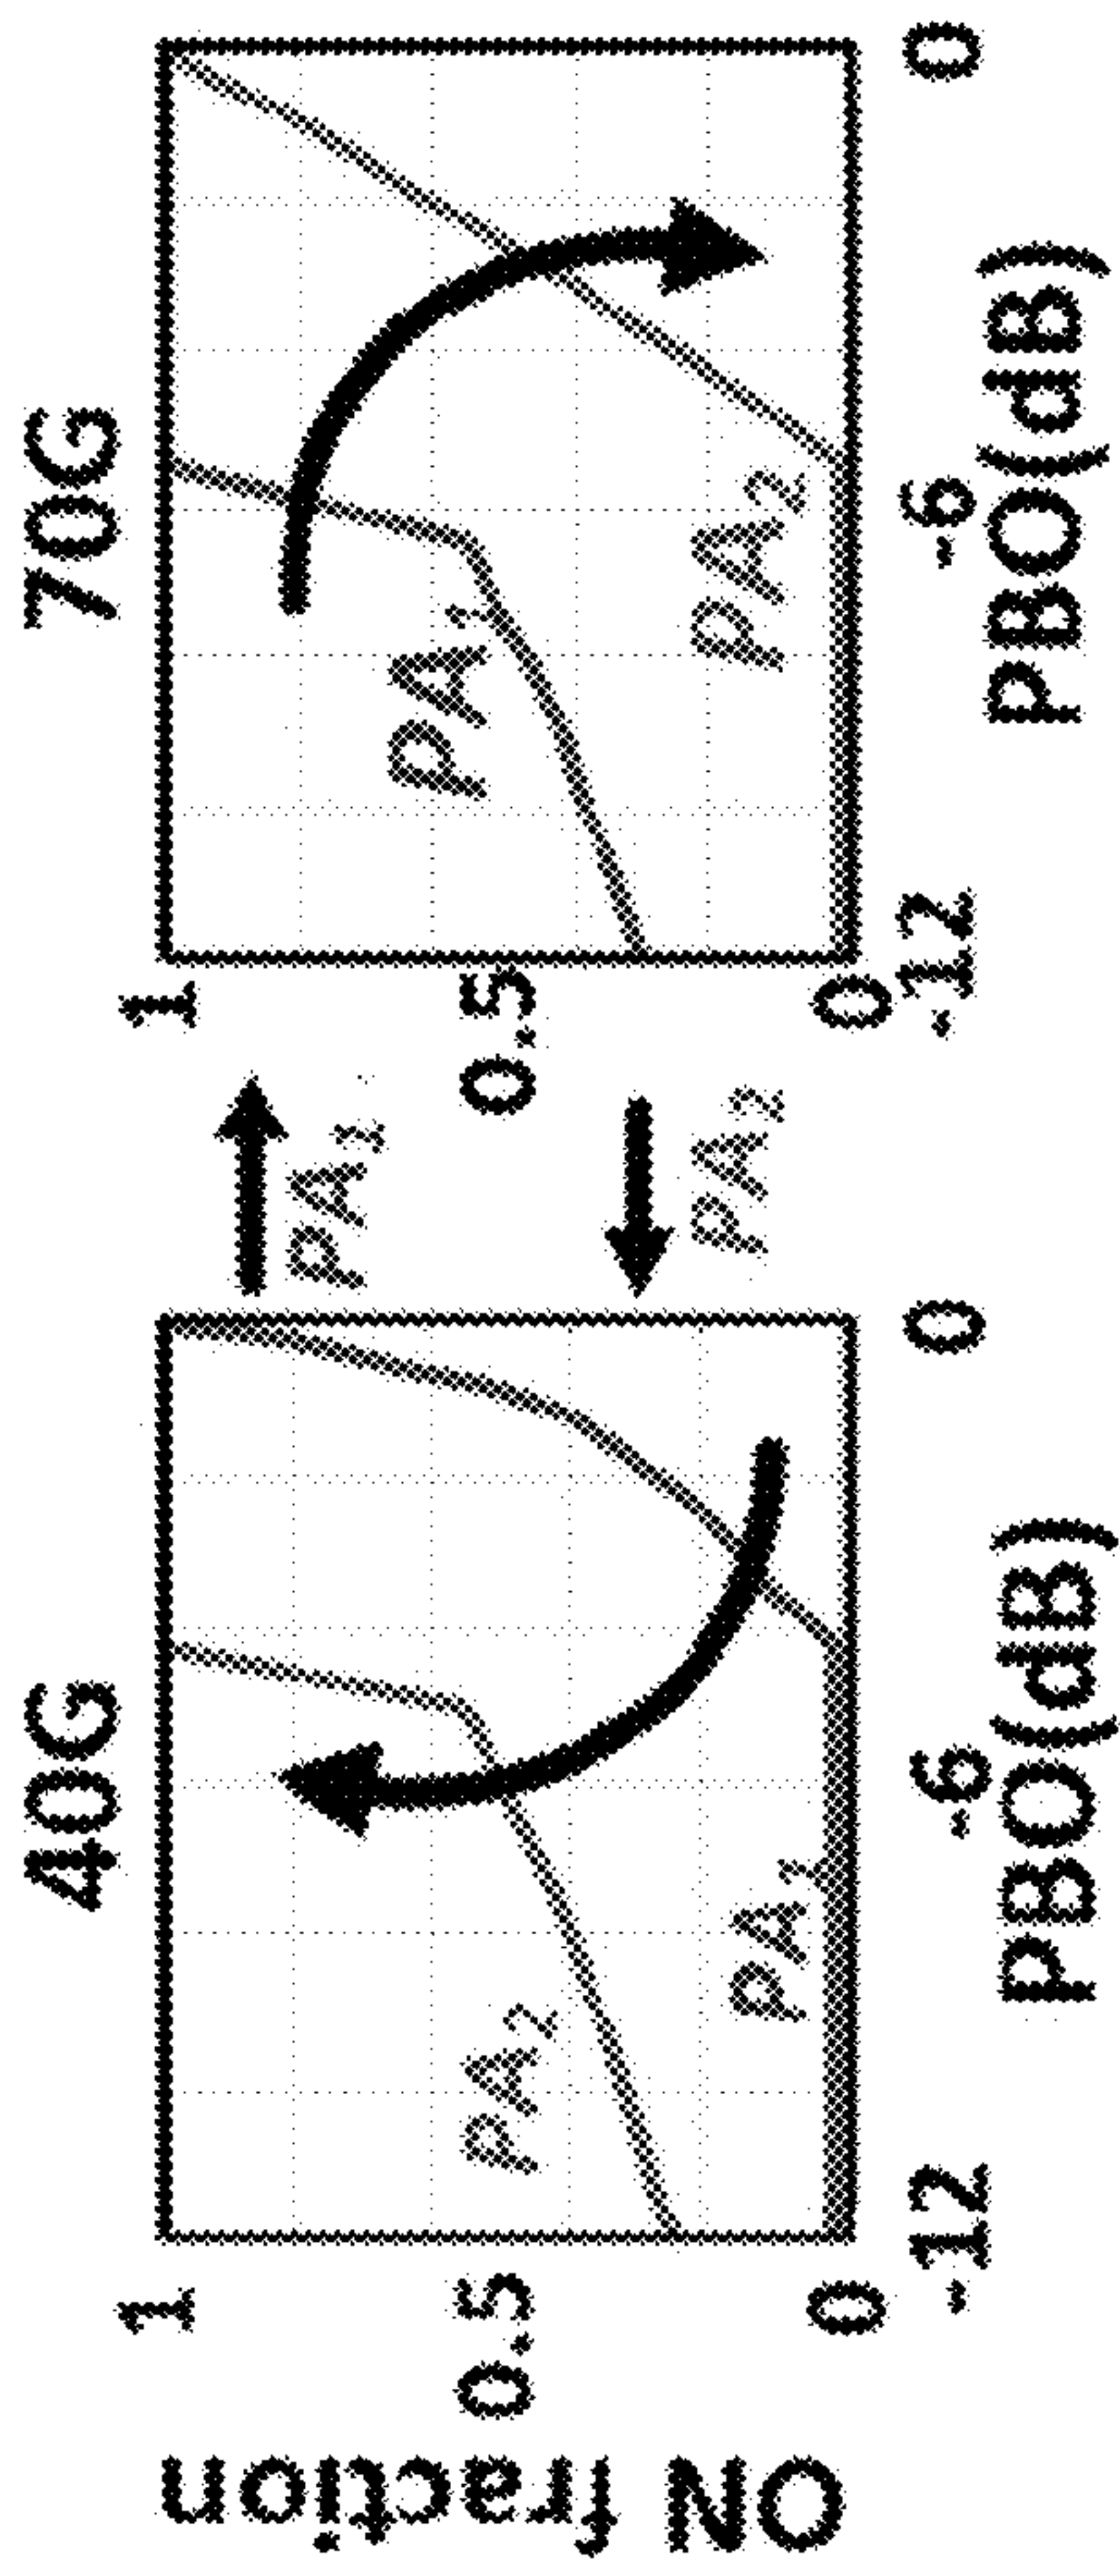 40G
70G
ON fraction
1
0.5
0
PA2
PA1
-12
-6
0
PBO(dB)
PA1
PA2
1
0.5
0
PA1
PA2
-12
-6
0
PBO(dB)